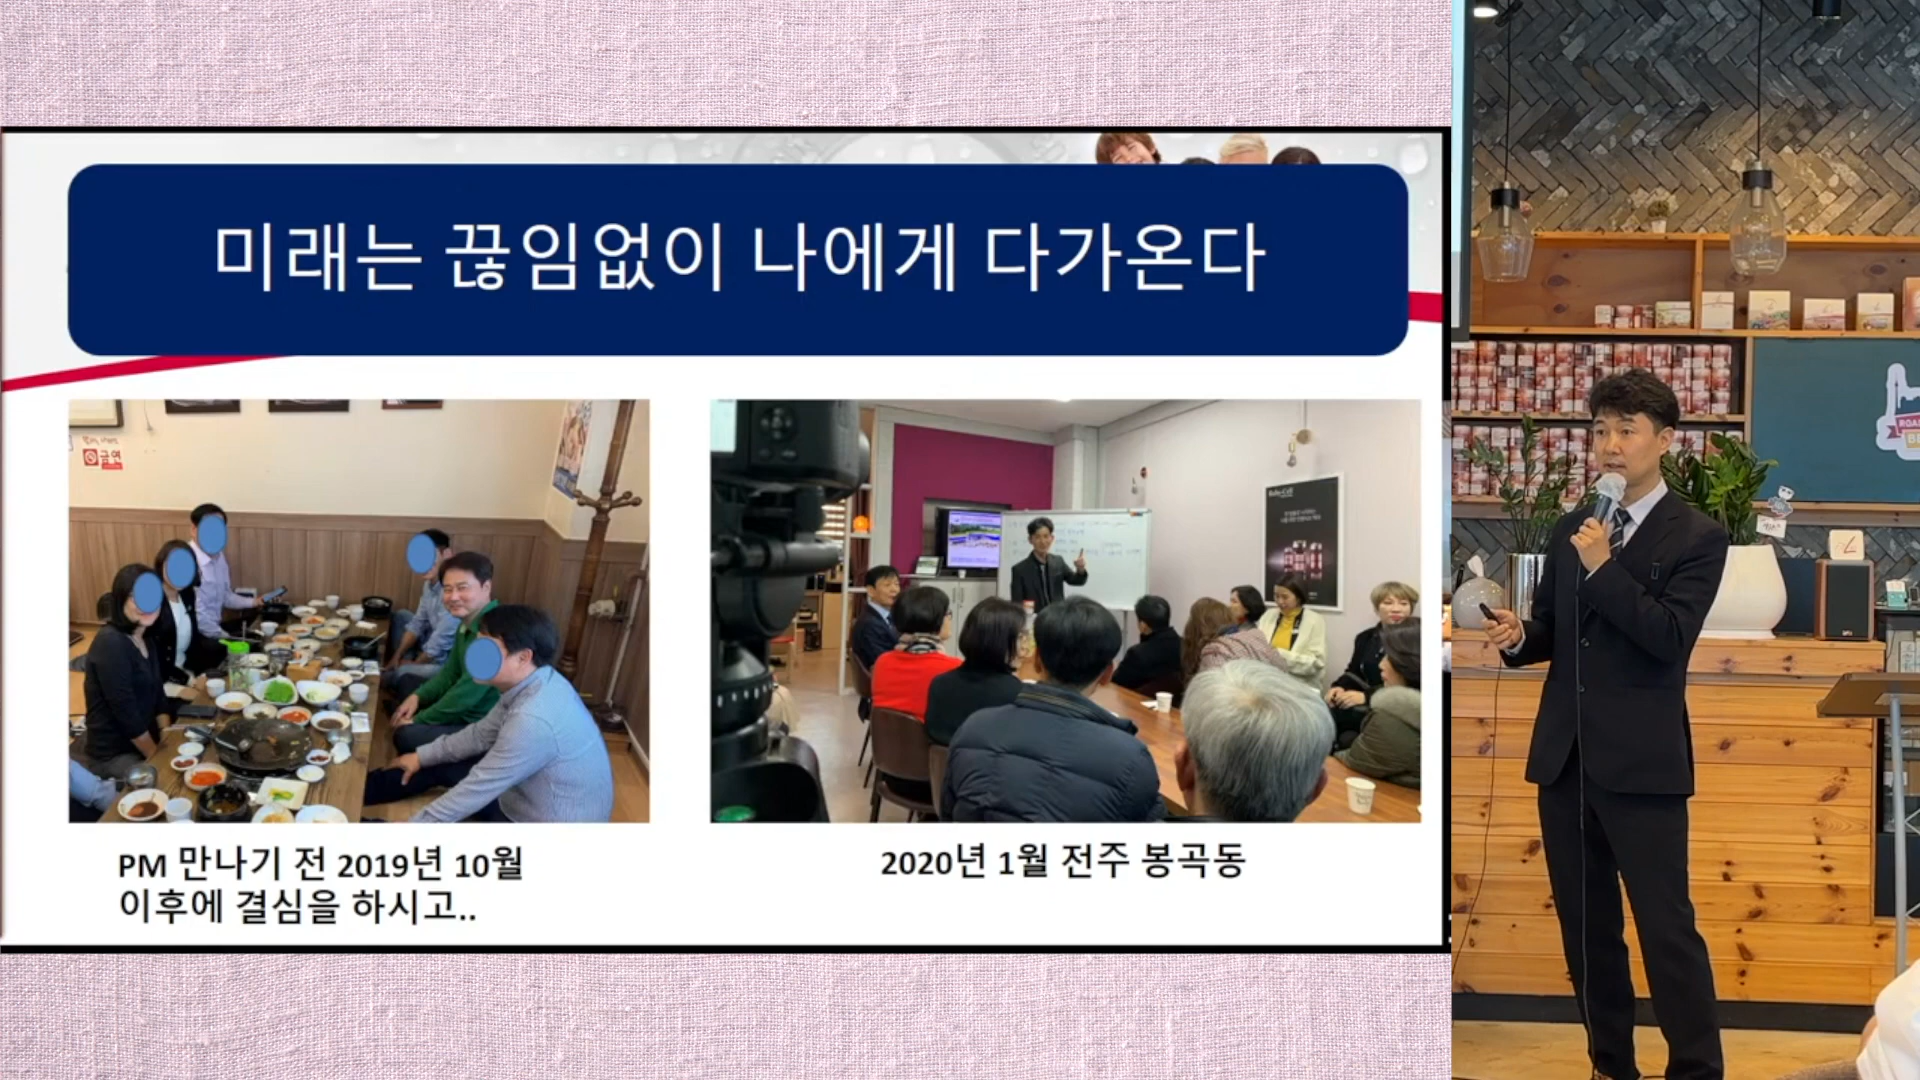 미래는 끊임없이 나에게 다가온다
금연
PM 만나기 전 2019년 10월
이후에 결심을 하시고..
2020년 1월 전주 봉곡동